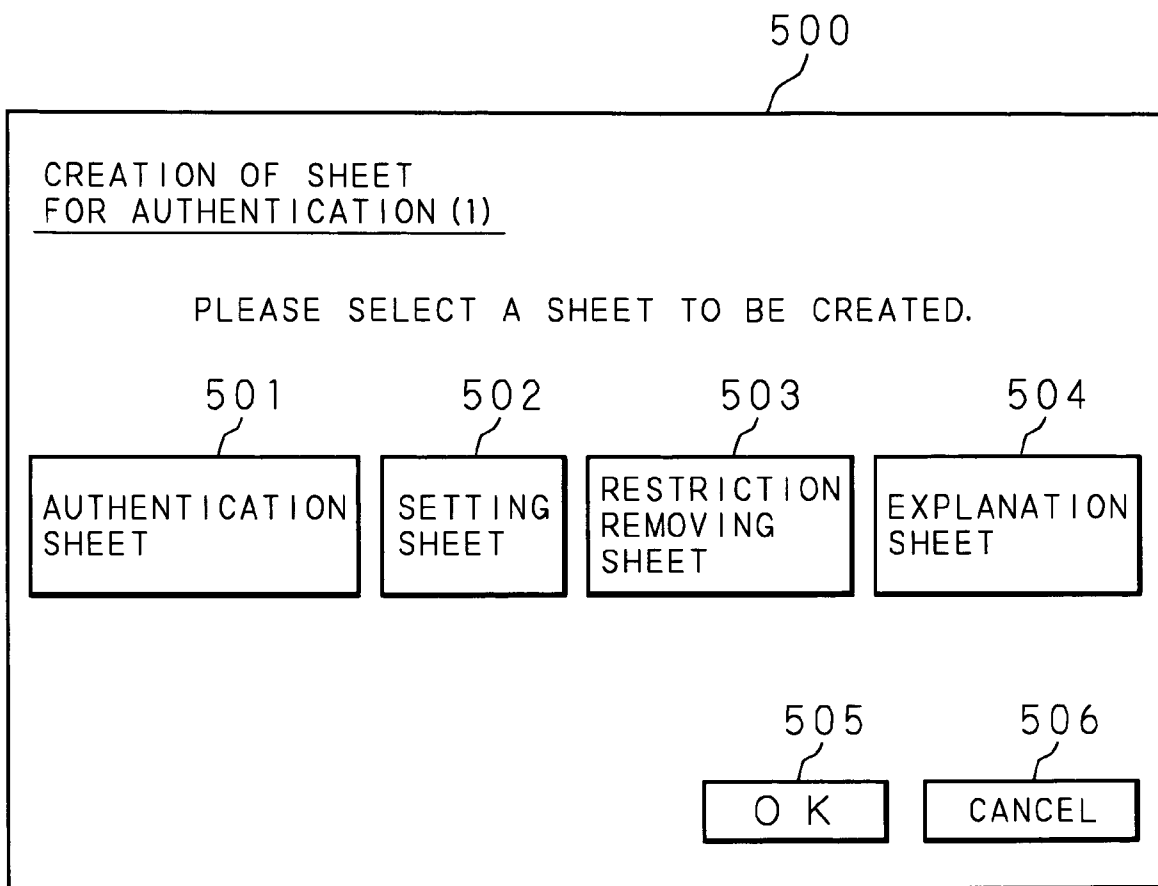 500
CREATION OF SHEET
FOR AUTHENTICATION (1)
PLEASE SELECT A SHEET TO BE CREATED.
501
502
503
504
AUTHENTICATION
SHEET
SETTING
SHEET
RESTRICTION
REMOVING
SHEET
EXPLANATION
SHEET
505
506
OK
CANCEL